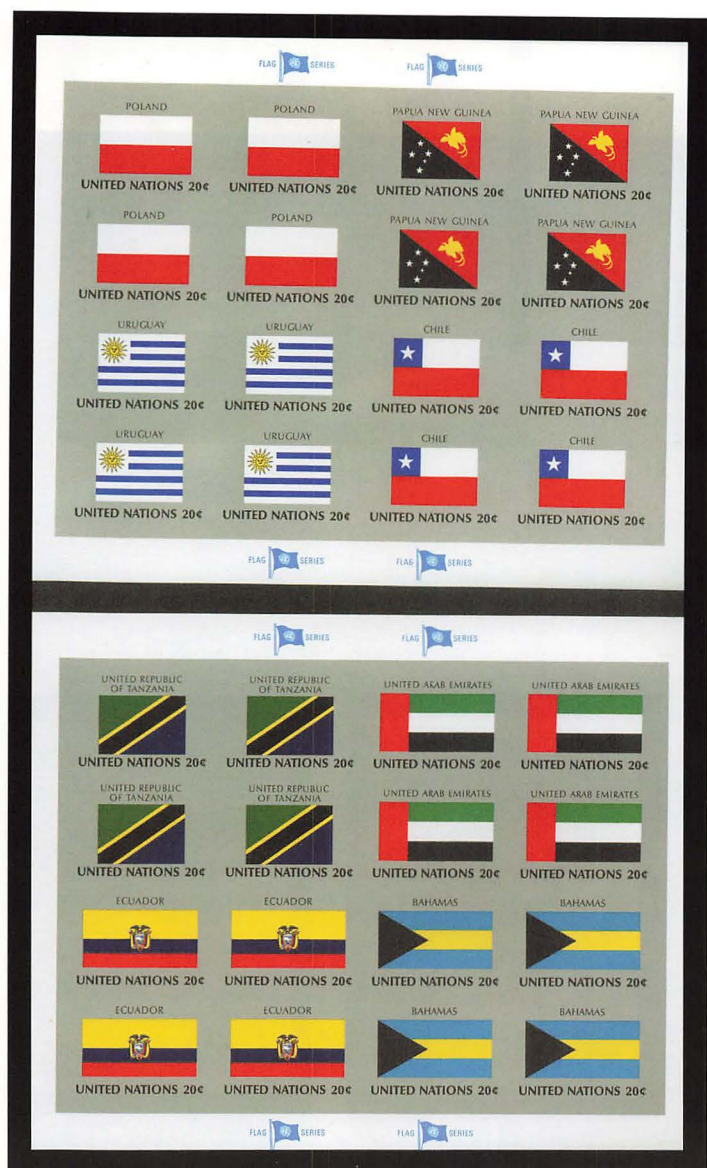 FLAG SERIES FLAG SERIES
POLAND POLAND PAPUA NEW GUINEA PAPUA NEW GUINEA
UNITED NATIONS 20¢ UNITED NATIONS 20¢ UNITED NATIONS 20¢ UNITED NATIONS 20¢
POLAND POLAND PAPUA NEW GUINEA PAPUA NEW GUINEA
UNITED NATIONS 20¢ UNITED NATIONS 20¢ UNITED NATIONS 20¢ UNITED NATIONS 20¢
URUGUAY URUGUAY CHILE CHILE
UNITED NATIONS 20¢ UNITED NATIONS 20¢ UNITED NATIONS 20¢ UNITED NATIONS 20¢
URUGUAY URUGUAY CHILE CHILE
UNITED NATIONS 20¢ UNITED NATIONS 20¢ UNITED NATIONS 20¢ UNITED NATIONS 20¢
FLAG SERIES FLAG SERIES
FLAG SERIES FLAG SERIES
UNITED REPUBLIC UNITED REPUBLIC UNITED ARAB EMIRATES UNITED ARAB EMIRATES
OF TANZANIA OF TANZANIA
UNITED NATIONS 20¢ UNITED NATIONS 20¢ UNITED NATIONS 20¢ UNITED NATIONS 20¢
UNITED REPUBLIC UNITED REPUBLIC UNITED ARAB EMIRATES UNITED ARAB EMIRATES
OF TANZANIA OF TANZANIA
UNITED NATIONS 20¢ UNITED NATIONS 20¢ UNITED NATIONS 20¢ UNITED NATIONS 20¢
ECUADOR ECUADOR BAHAMAS BAHAMAS
UNITED NATIONS 20¢ UNITED NATIONS 20¢ UNITED NATIONS 20¢ UNITED NATIONS 20¢
ECUADOR ECUADOR BAHAMAS BAHAMAS
UNITED NATIONS 20¢ UNITED NATIONS 20¢ UNITED NATIONS 20¢ UNITED NATIONS 20¢
FLAG SERIES FLAG SERIES